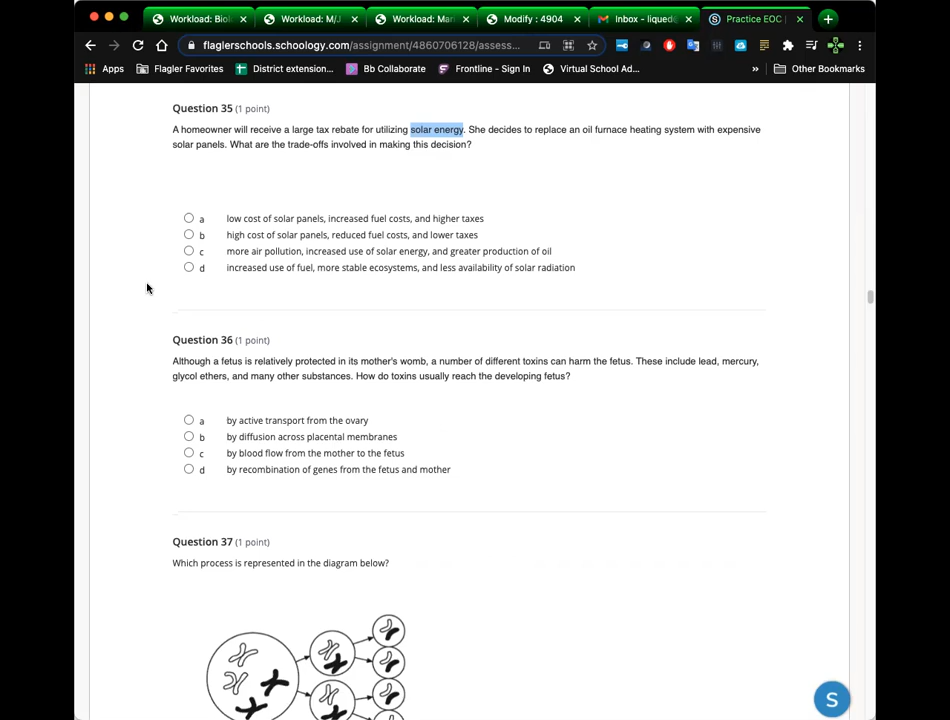 Workload: Biol
Workload: M/J
Workload: Mar
Modify : 4904
Inbox - liqued
Practice EOC
flaglerschools.schoology.com/assignment/4860706128/assess...
Apps
Flagler Favorites
District extension...
Bb Collaborate
Frontline - Sign In
Virtual School Ad...
»
Other Bookmarks
Question 35 (1 point)
A homeowner will receive a large tax rebate for utilizing solar energy. She decides to replace an oil furnace heating system with expensive
solar panels. What are the trade-offs involved in making this decision?
a low cost of solar panels, increased fuel costs, and higher taxes
b high cost of solar panels, reduced fuel costs, and lower taxes
c more air pollution, increased use of solar energy, and greater production of oil
d increased use of fuel, more stable ecosystems, and less availability of solar radiation
Question 36 (1 point)
Although a fetus is relatively protected in its mother's womb, a number of different toxins can harm the fetus. These include lead, mercury,
glycol ethers, and many other substances. How do toxins usually reach the developing fetus?
a by active transport from the ovary
b by diffusion across placental membranes
c by blood flow from the mother to the fetus
d by recombination of genes from the fetus and mother
Question 37 (1 point)
Which process is represented in the diagram below?
S